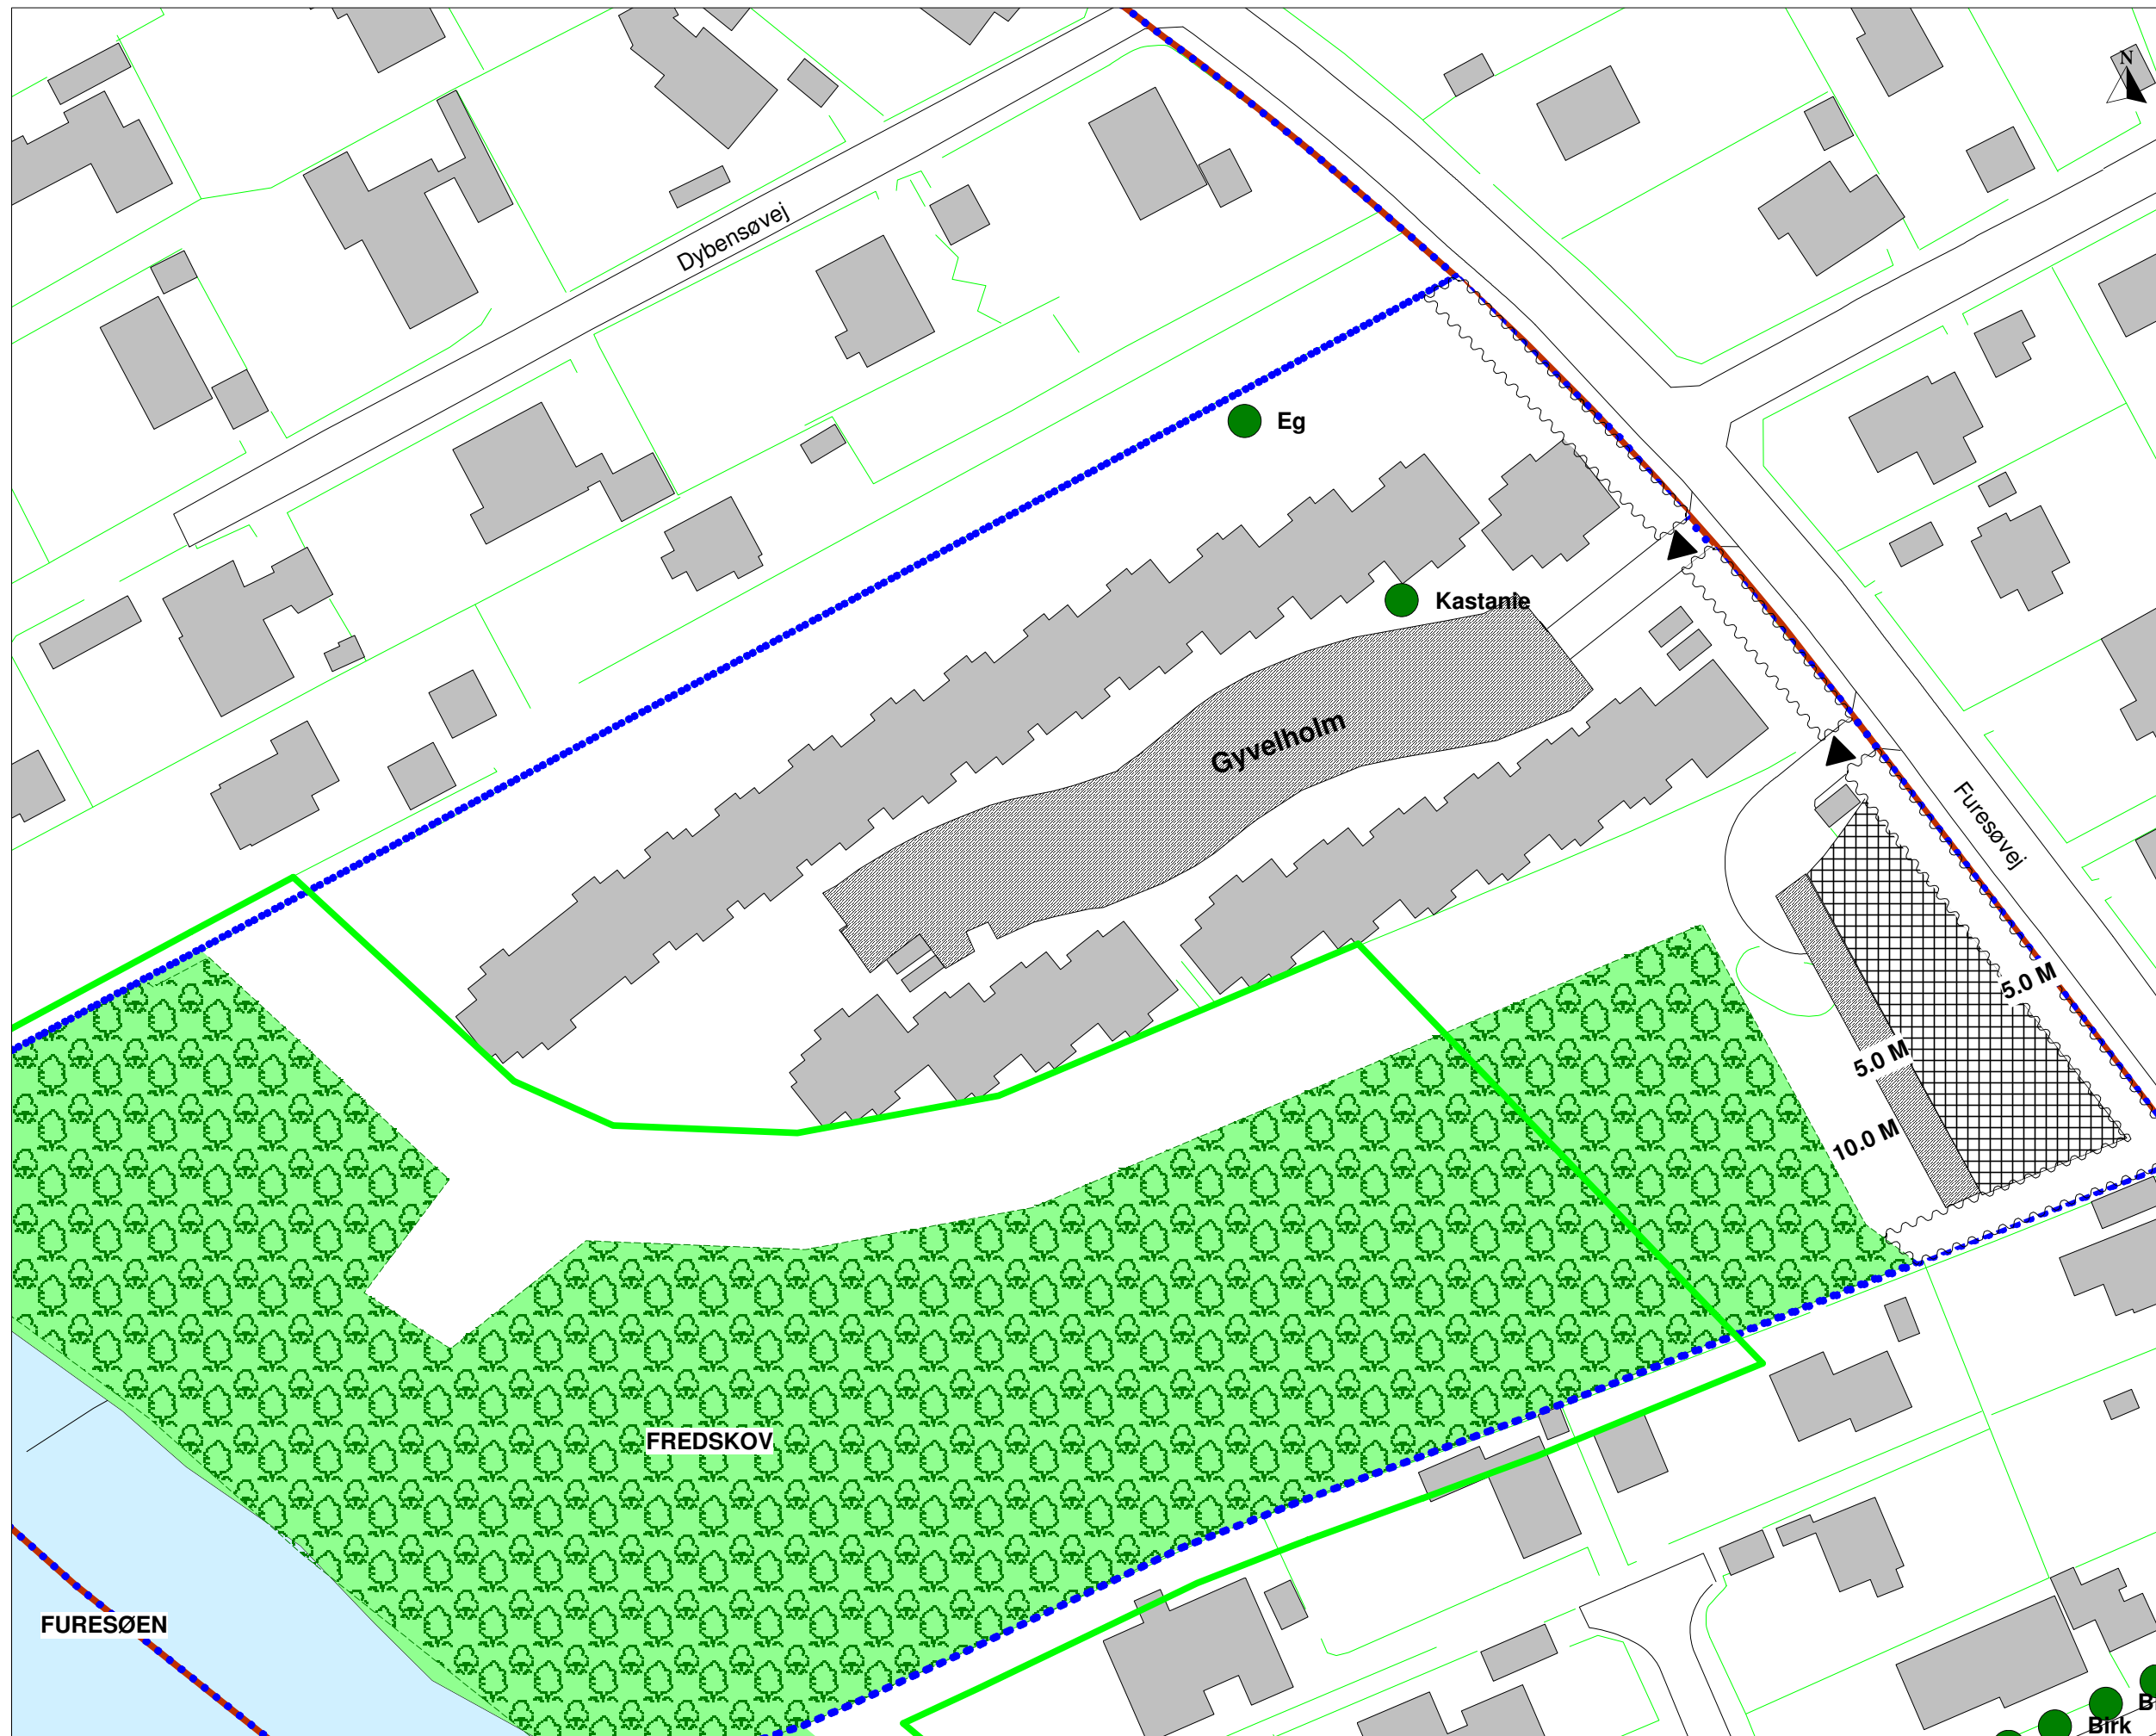 N
Dybensøvej
Eg
Kastanie
Gyvelholm
Furesøvej
5.0 M
5.0 M
10.0 M
FREDSKOV
FURESØEN
B
Birk